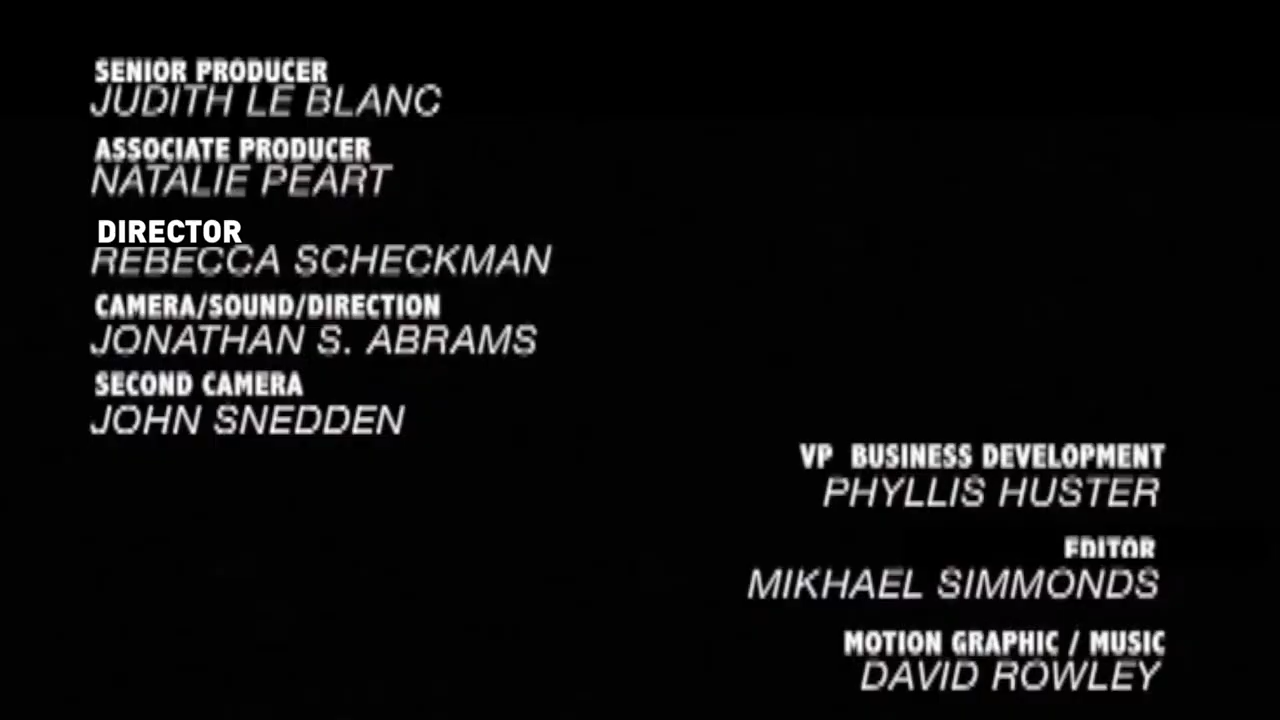 SENIOR PRODUCER
JUDITH LE BLANC
ASSOCIATE PRODUCER
NATALIE PEART
DIRECTOR
REBECCA SCHECKMAN
CAMERA/SOUND/DIRECTION
JONATHAN S. ABRAMS
SECOND CAMERA
JOHN SNEDDEN
VP BUSINESS DEVELOPMENT
PHYLLIS HUSTER
EDITOR
MIKHAEL SIMMONDS
MOTION GRAPHIC / MUSIC
DAVID ROWLEY